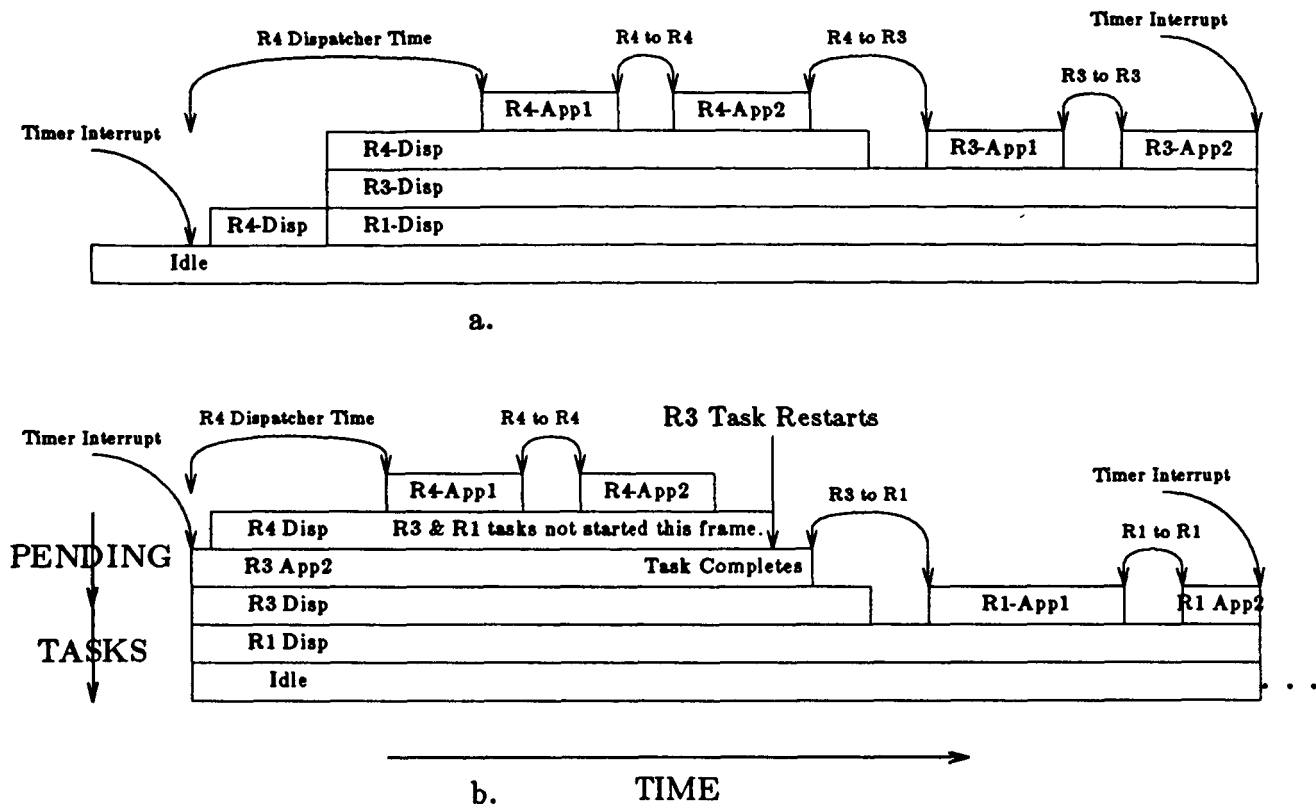 Timer Interrupt
R4 Dispatcher Time
R4 to R4
R4 to R3
R3 to R3
Timer Interrupt
R4-App1
R4-App2
R4-Disp
R3-App1
R3-App2
R3-Disp
R4-Disp
R1-Disp
Idle
a.
R4 Dispatcher Time
R4 to R4
R3 Task Restarts
Timer Interrupt
Timer Interrupt
R4-App1
R4-App2
R3 to R1
R4 Disp
R3 & R1 tasks not started this frame.
R1 to R1
PENDING
R3 App2
Task Completes
R3 Disp
R1-App1
R1 App2
TASKS
R1 Disp
Idle
. . .
b.
TIME